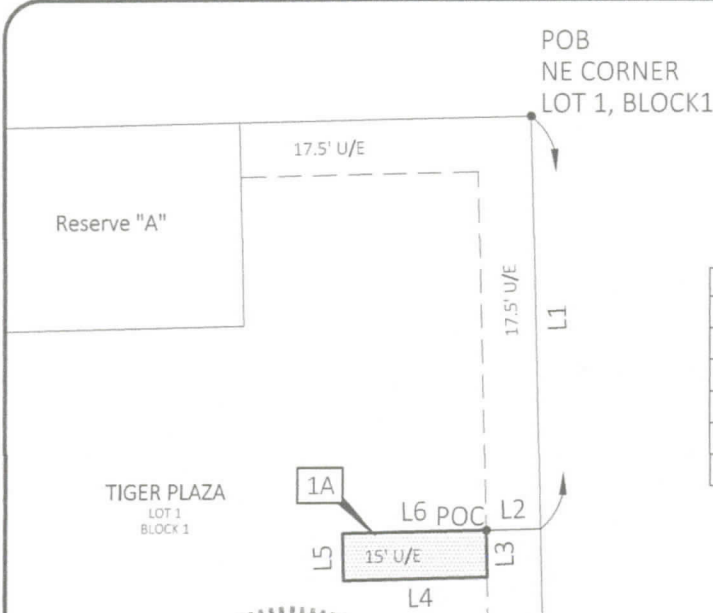 POB
NE CORNER
LOT 1, BLOCK1
17.5' U/E
Reserve "A"
17.5' U/E
L1
TIGER PLAZA
LOT 1
BLOCK 1
1A
L6 POC L2
L5
15' U/E
L3
L4